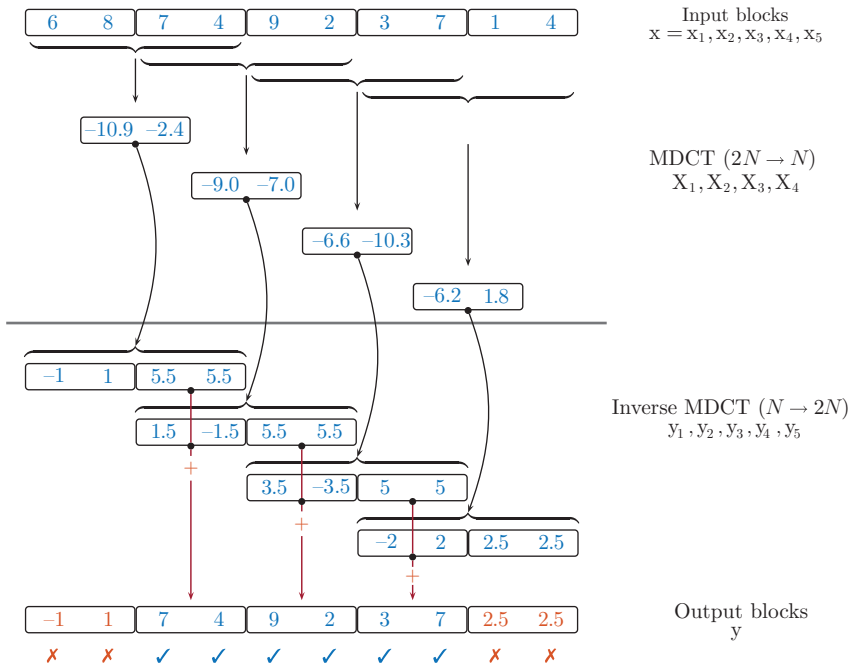 6 8 7 4 9 2 3 7 1 4
Input blocks
x = x₁, x₂, x₃, x₄, x₅
–10.9 –2.4
MDCT (2N → N)
X₁, X₂, X₃, X₄
–9.0 –7.0
–6.6 –10.3
–6.2 1.8
–1 1 5.5 5.5
Inverse MDCT (N → 2N)
y₁ , y₂ , y₃ , y₄ , y₅
1.5 –1.5 5.5 5.5
+
3.5 –3.5 5 5
+
–2 2 2.5 2.5
+
–1 1 7 4 9 2 3 7 2.5 2.5
Output blocks
y
✗ ✗ ✓ ✓ ✓ ✓ ✓ ✓ ✗ ✗